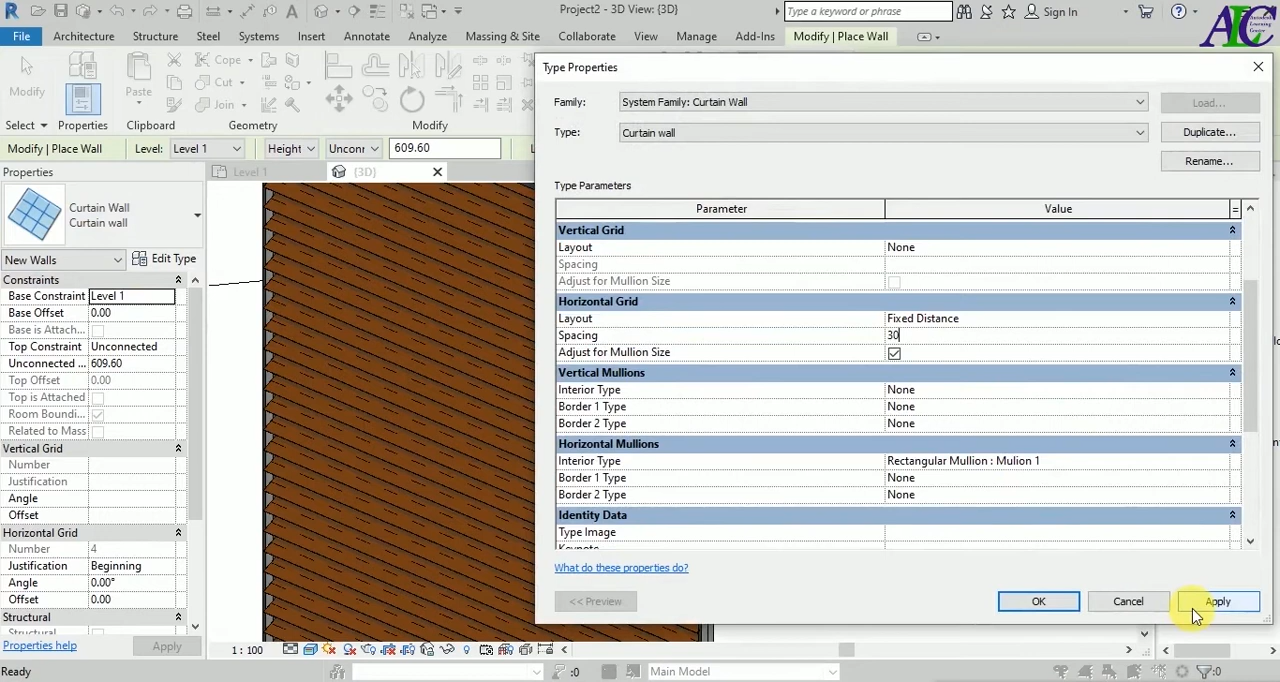 Project2 - 3D View: {3D}
Type a keyword or phrase
Sign In
ALC
File Architecture Structure Steel Systems Insert Annotate Analyze Massing & Site Collaborate View Manage Add-Ins Modify | Place Wall
Modify
Paste
Cope
Cut
Join
Select Properties Clipboard Geometry Modify
Modify | Place Wall Level: Level 1 Height Unconr 609.60
Properties
Level 1
{3D}
Curtain Wall
Curtain wall
New Walls
Edit Type
Constraints
Base Constraint Level 1
Base Offset 0.00
Base is Attach...
Top Constraint Unconnected
Unconnected ... 609.60
Top Offset 0.00
Top is Attached
Room Boundi...
Related to Mass
Vertical Grid
Number
Justification
Angle
Offset
Horizontal Grid
Number 4
Justification Beginning
Angle 0.00°
Offset 0.00
Structural
Properties help
Apply
Type Properties
Family: System Family: Curtain Wall Load...
Type: Curtain wall Duplicate...
Rename...
Type Parameters
Parameter Value =
Vertical Grid
Layout None
Spacing
Adjust for Mullion Size
Horizontal Grid
Layout Fixed Distance
Spacing 30
Adjust for Mullion Size
Vertical Mullions
Interior Type None
Border 1 Type None
Border 2 Type None
Horizontal Mullions
Interior Type Rectangular Mullion : Mulion 1
Border 1 Type None
Border 2 Type None
Identity Data
Type Image
Keynote
What do these properties do?
<< Preview OK Cancel Apply
1 : 100
Ready
:0
Main Model
:0